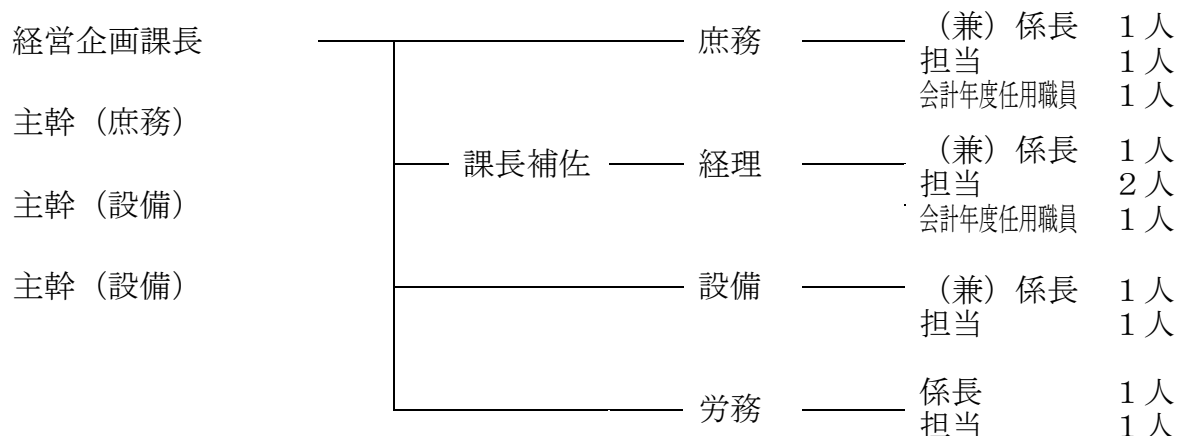 経営企画課長 庶務 （兼）係長 １人
担当 １人
会計年度任用職員 １人
主幹（庶務）
課長補佐 経理 （兼）係長 １人
担当 ２人
主幹（設備） 会計年度任用職員 １人
主幹（設備） 設備 （兼）係長 １人
担当 １人
労務 係長 １人
担当 １人